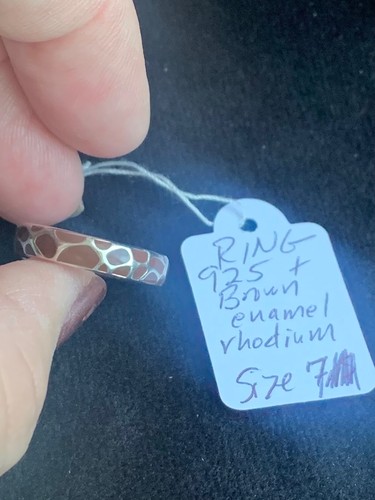 RING
925 +
Brown
enamel
rhodium
Size 7